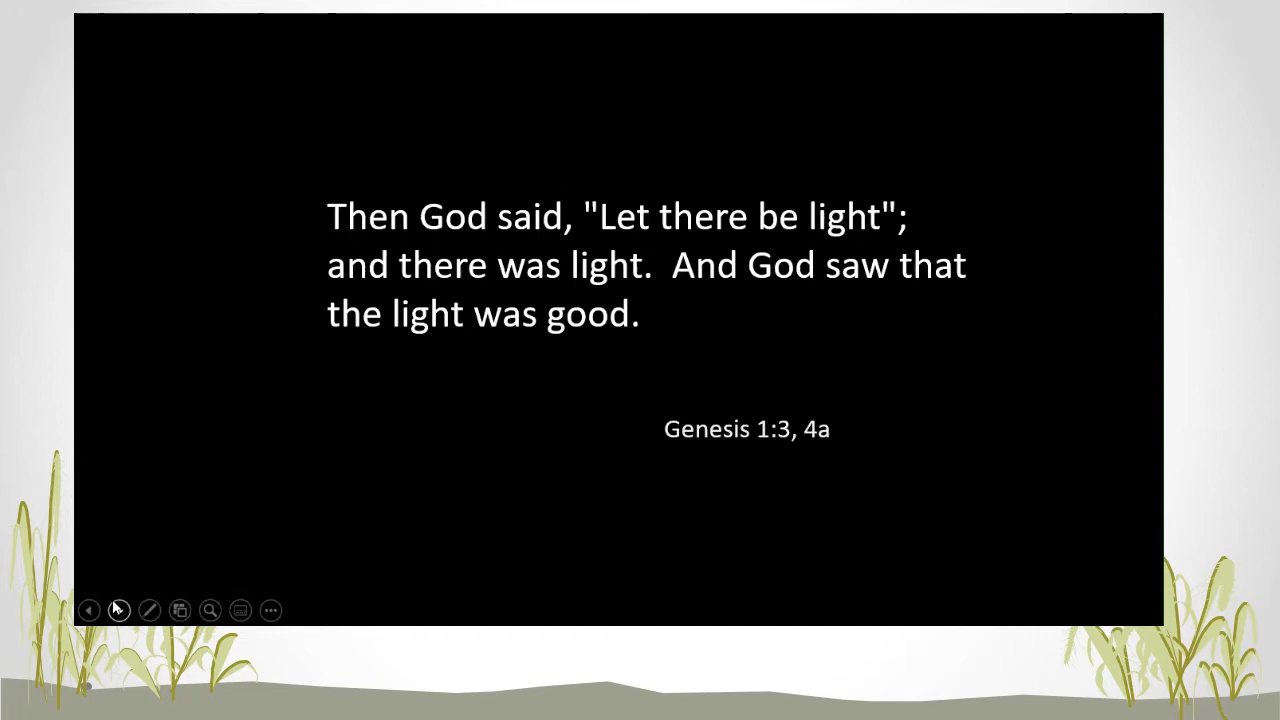 Then God said, "Let there be light";
and there was light.  And God saw that
the light was good.
Genesis 1:3, 4a